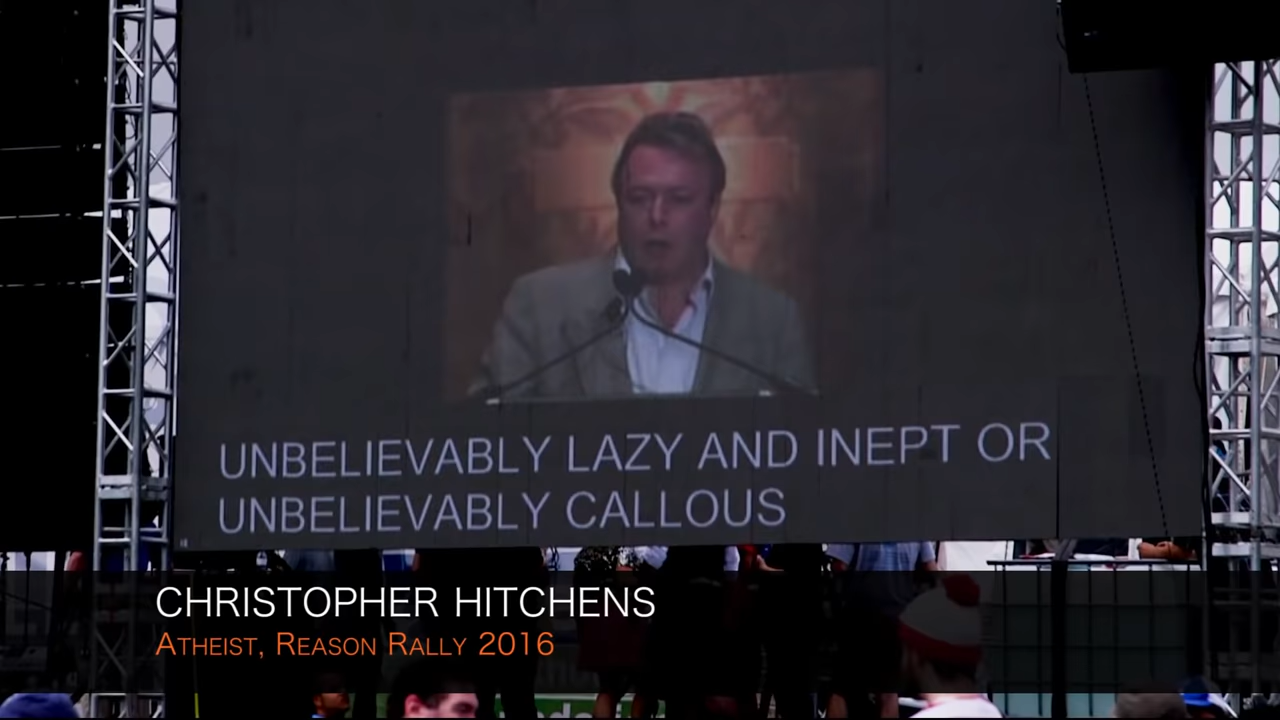 UNBELIEVABLY LAZY AND INEPT OR
UNBELIEVABLY CALLOUS
CHRISTOPHER HITCHENS
ATHEIST, REASON RALLY 2016